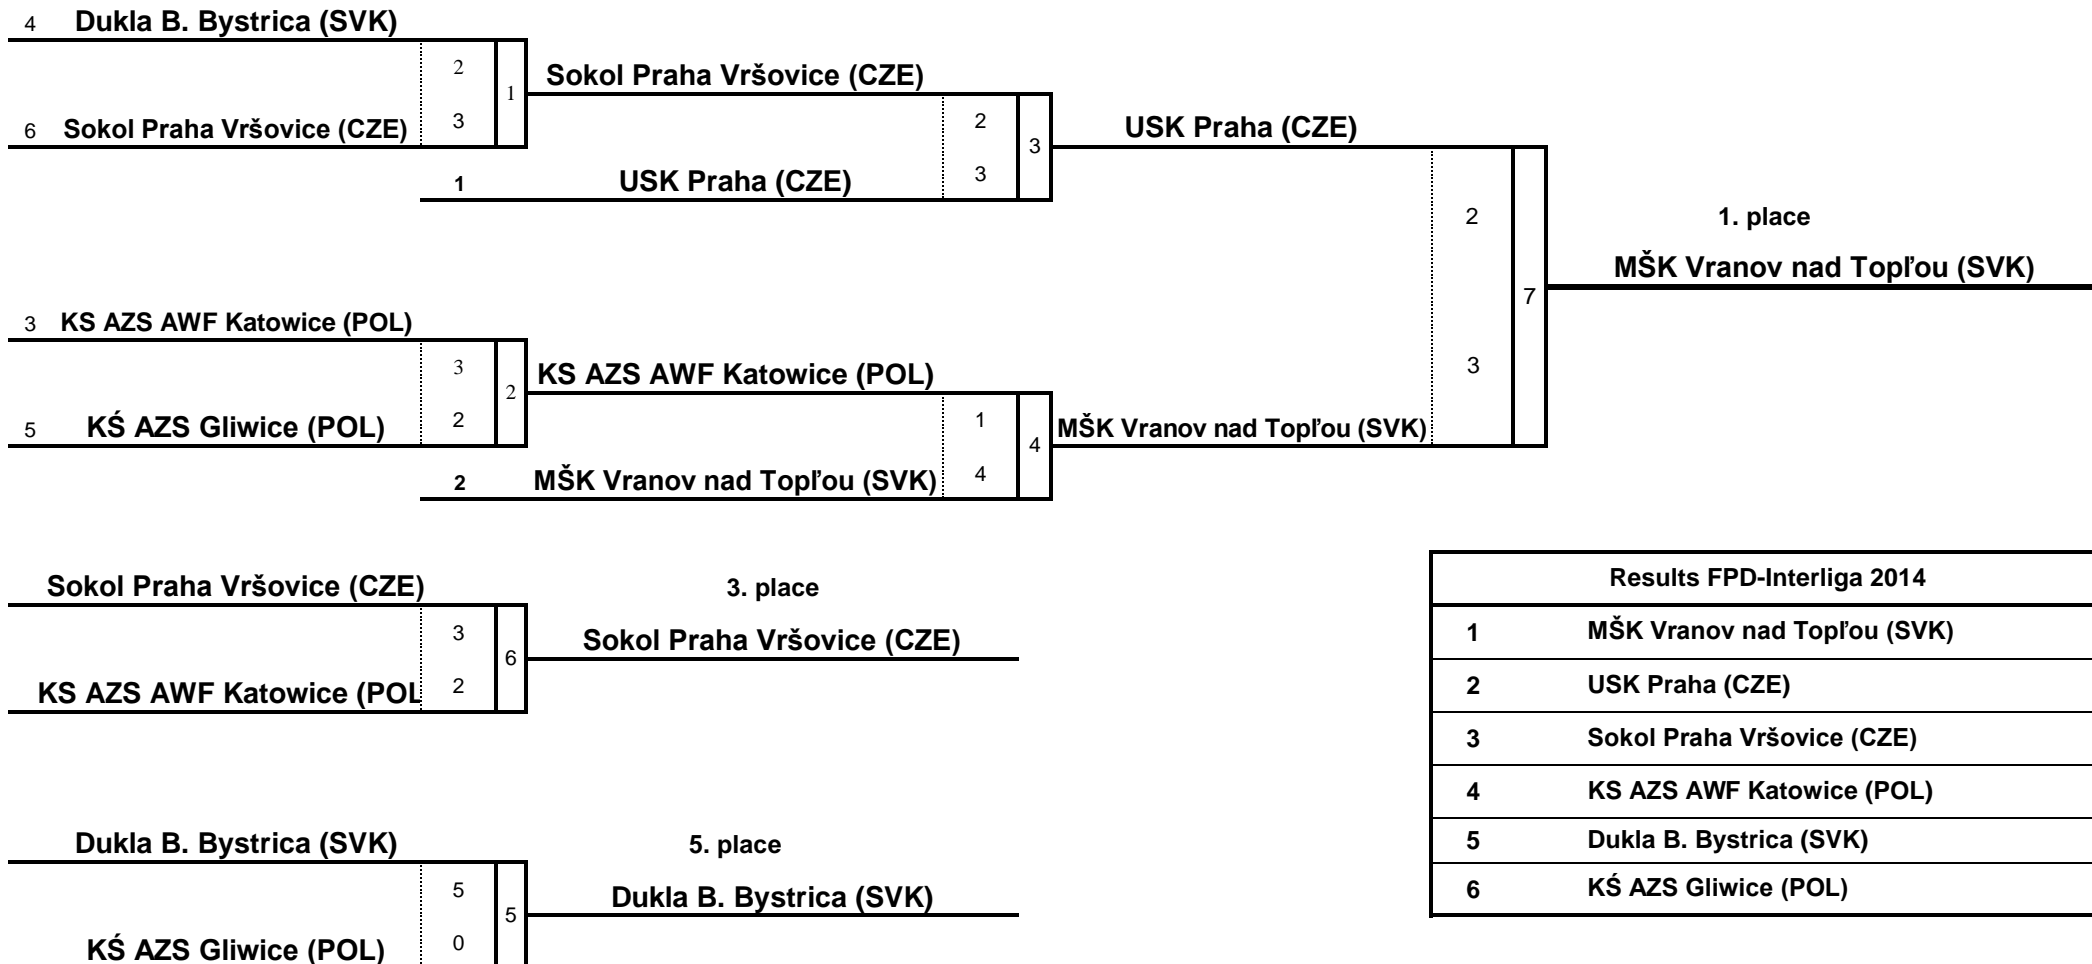 4 Dukla B. Bystrica (SVK)
2
Sokol Praha Vršovice (CZE)
1
6 Sokol Praha Vršovice (CZE) 3
2
USK Praha (CZE)
3
1 USK Praha (CZE) 3
2
1. place
MŠK Vranov nad Topľou (SVK)
7
3 KS AZS AWF Katowice (POL)
3
KS AZS AWF Katowice (POL)
2
3
5 KŚ AZS Gliwice (POL) 2
1
MŠK Vranov nad Topľou (SVK)
4
2 MŠK Vranov nad Topľou (SVK) 4
Sokol Praha Vršovice (CZE)
3. place
3
Sokol Praha Vršovice (CZE)
6
KS AZS AWF Katowice (POL 2
Dukla B. Bystrica (SVK)
5. place
5
Dukla B. Bystrica (SVK)
5
KŚ AZS Gliwice (POL) 0
Results FPD-Interliga 2014
1 MŠK Vranov nad Topľou (SVK)
2 USK Praha (CZE)
3 Sokol Praha Vršovice (CZE)
4 KS AZS AWF Katowice (POL)
5 Dukla B. Bystrica (SVK)
6 KŚ AZS Gliwice (POL)